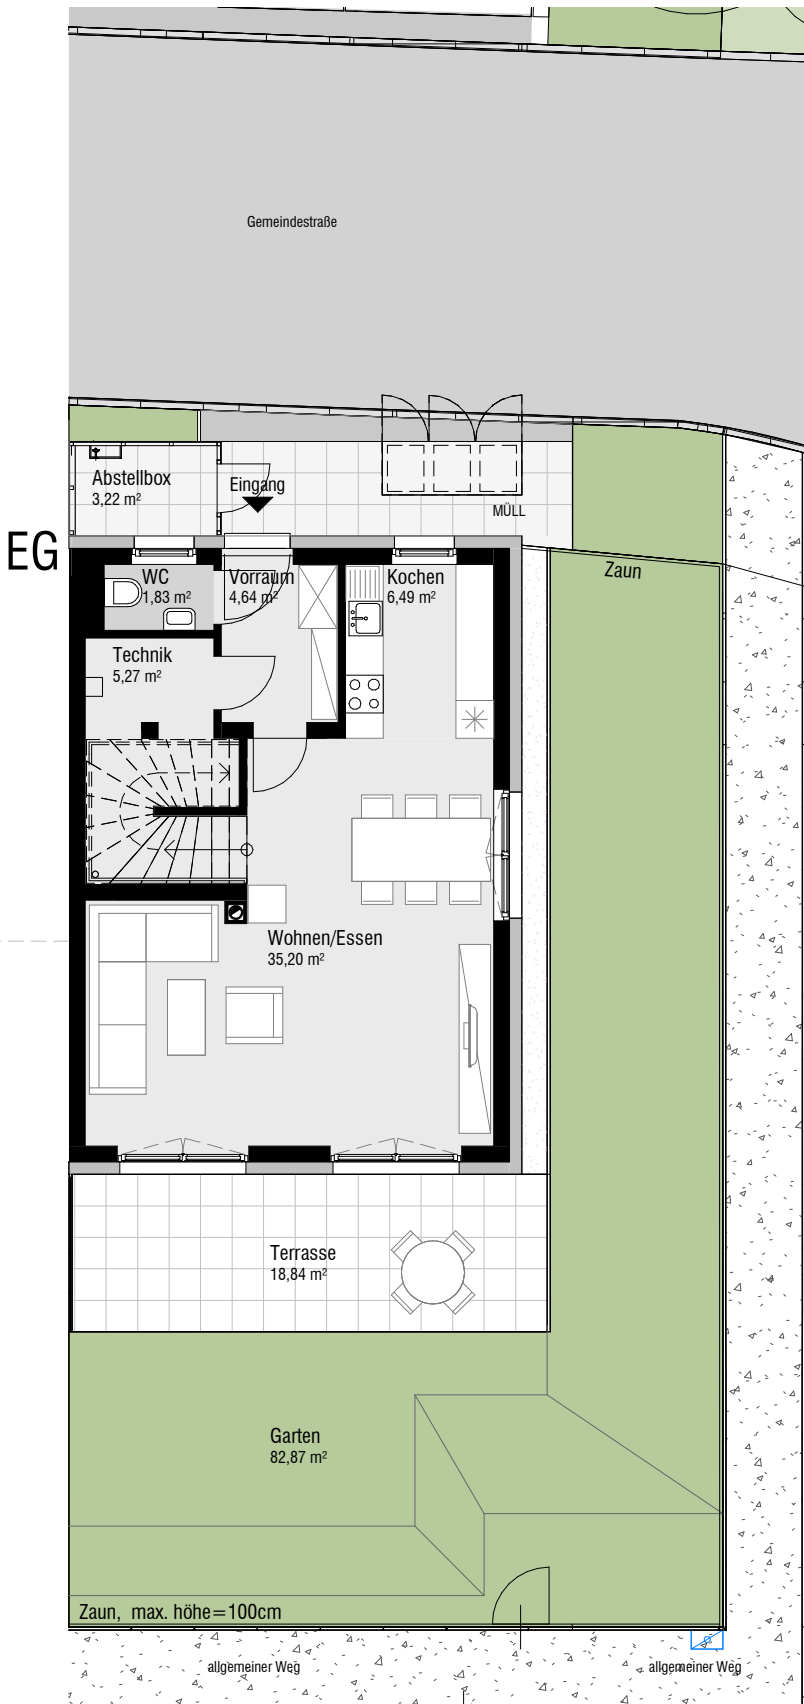 Gemeindestraße
Abstellbox
3,22 m²
Eingang
MÜLL
EG
WC
1,83 m²
Vorraum
4,64 m²
Kochen
6,49 m²
Zaun
Technik
5,27 m²
Wohnen/Essen
35,20 m²
Terrasse
18,84 m²
Garten
82,87 m²
Zaun, max. höhe=100cm
allgemeiner Weg
allgemeiner Weg